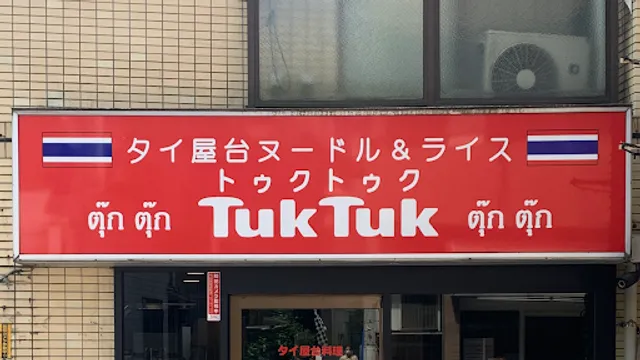 タイ屋台ヌードル＆ライス
トゥクトゥク
ตุ๊ก ตุ๊ก TukTuk ตุ๊ก ตุ๊ก
タイ屋台料理